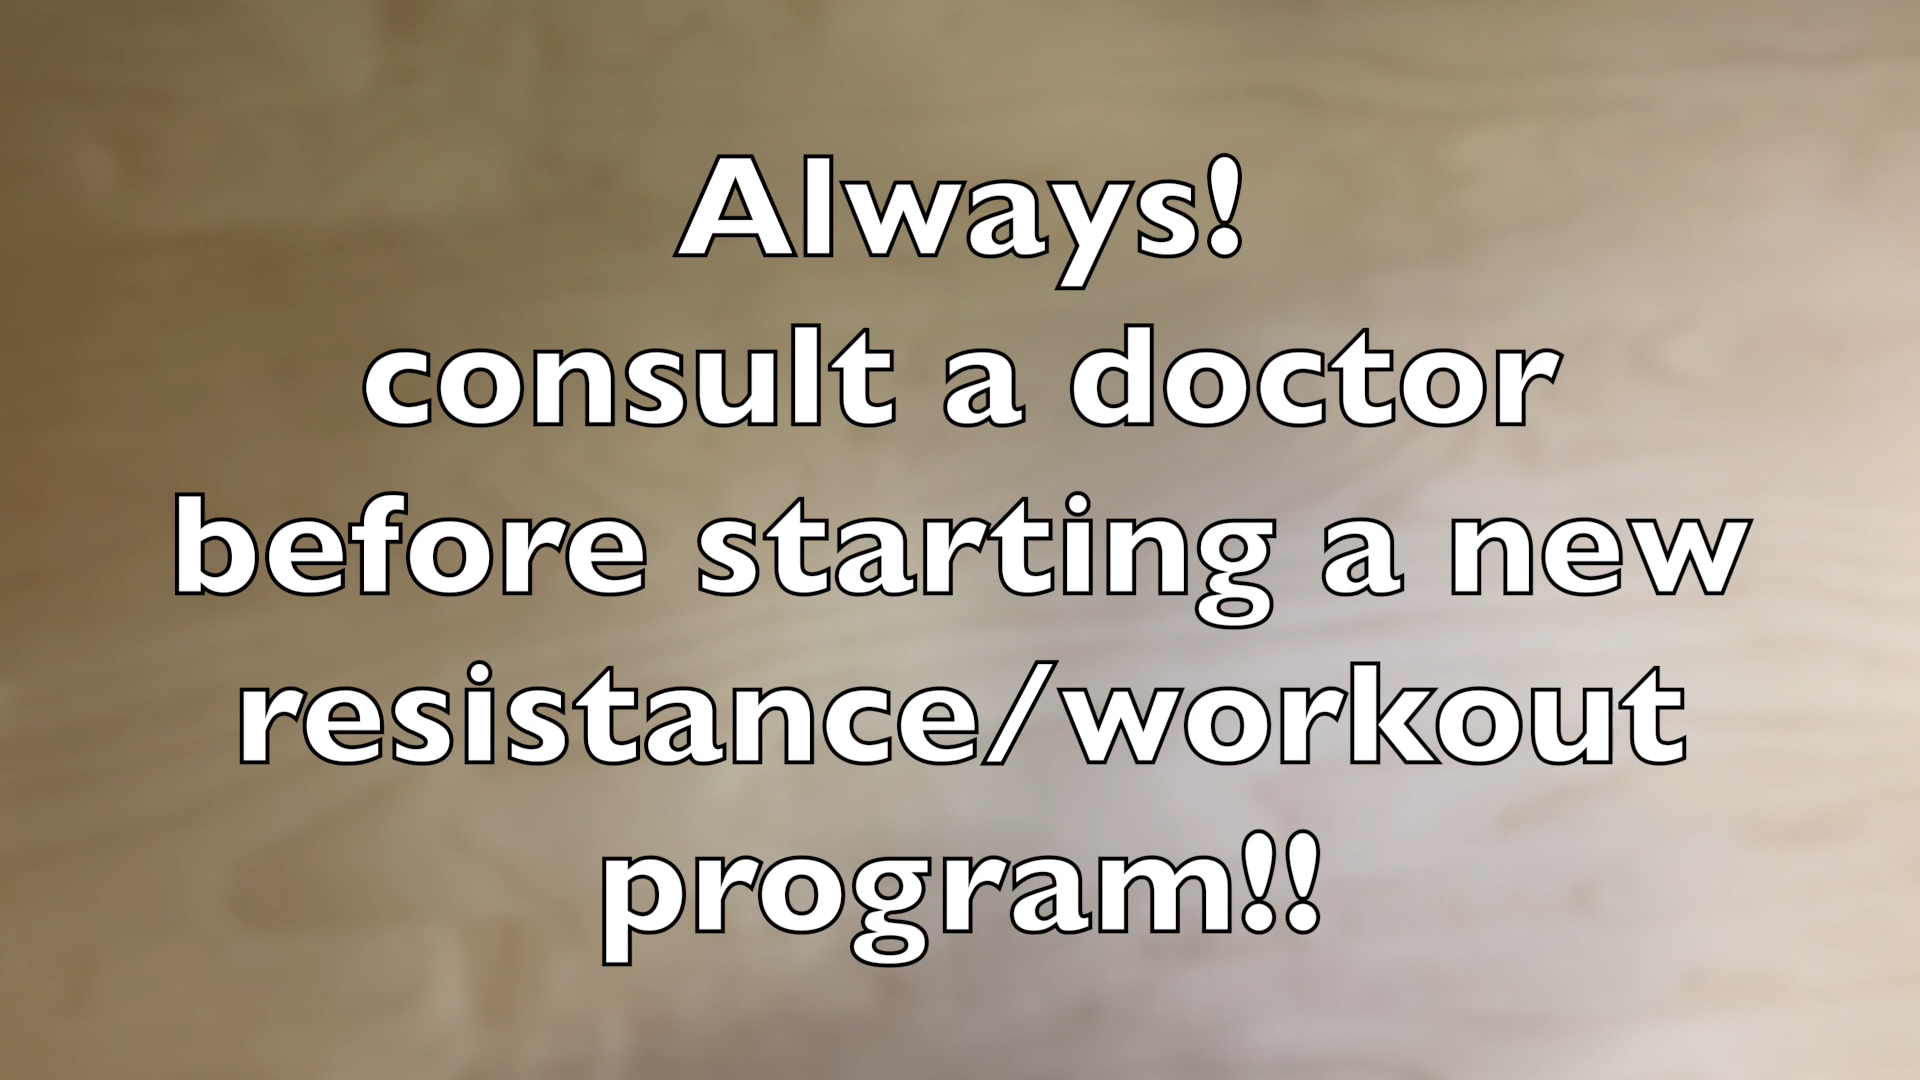 Always!
consult a doctor
before starting a new
resistance/workout
program!!